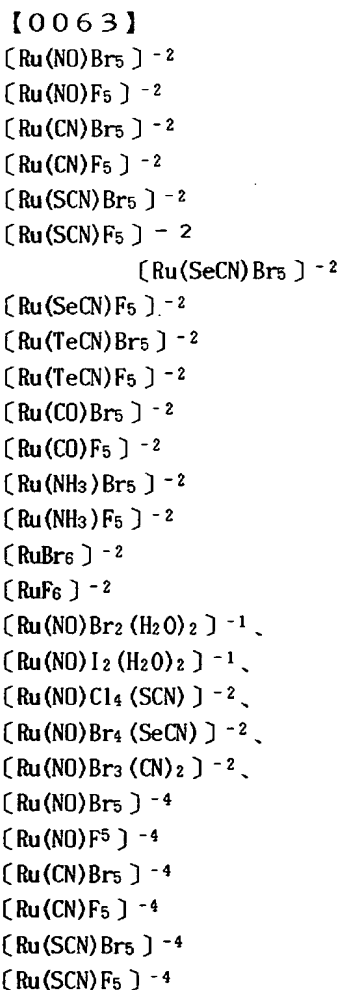 【0063】
〔Ru(NO)Br₅〕⁻²
〔Ru(NO)F₅〕⁻²
〔Ru(CN)Br₅〕⁻²
〔Ru(CN)F₅〕⁻²
〔Ru(SCN)Br₅〕⁻²
〔Ru(SCN)F₅〕－２
〔Ru(SeCN)Br₅〕⁻²
〔Ru(SeCN)F₅〕⁻²
〔Ru(TeCN)Br₅〕⁻²
〔Ru(TeCN)F₅〕⁻²
〔Ru(CO)Br₅〕⁻²
〔Ru(CO)F₅〕⁻²
〔Ru(NH₃)Br₅〕⁻²
〔Ru(NH₃)F₅〕⁻²
〔RuBr₆〕⁻²
〔RuF₆〕⁻²
〔Ru(NO)Br₂(H₂O)₂〕⁻¹、
〔Ru(NO)I₂(H₂O)₂〕⁻¹、
〔Ru(NO)Cl₄(SCN)〕⁻²、
〔Ru(NO)Br₄(SeCN)〕⁻²、
〔Ru(NO)Br₃(CN)₂〕⁻²、
〔Ru(NO)Br₅〕⁻⁴
〔Ru(NO)F⁵〕⁻⁴
〔Ru(CN)Br₅〕⁻⁴
〔Ru(CN)F₅〕⁻⁴
〔Ru(SCN)Br₅〕⁻⁴
〔Ru(SCN)F₅〕⁻⁴